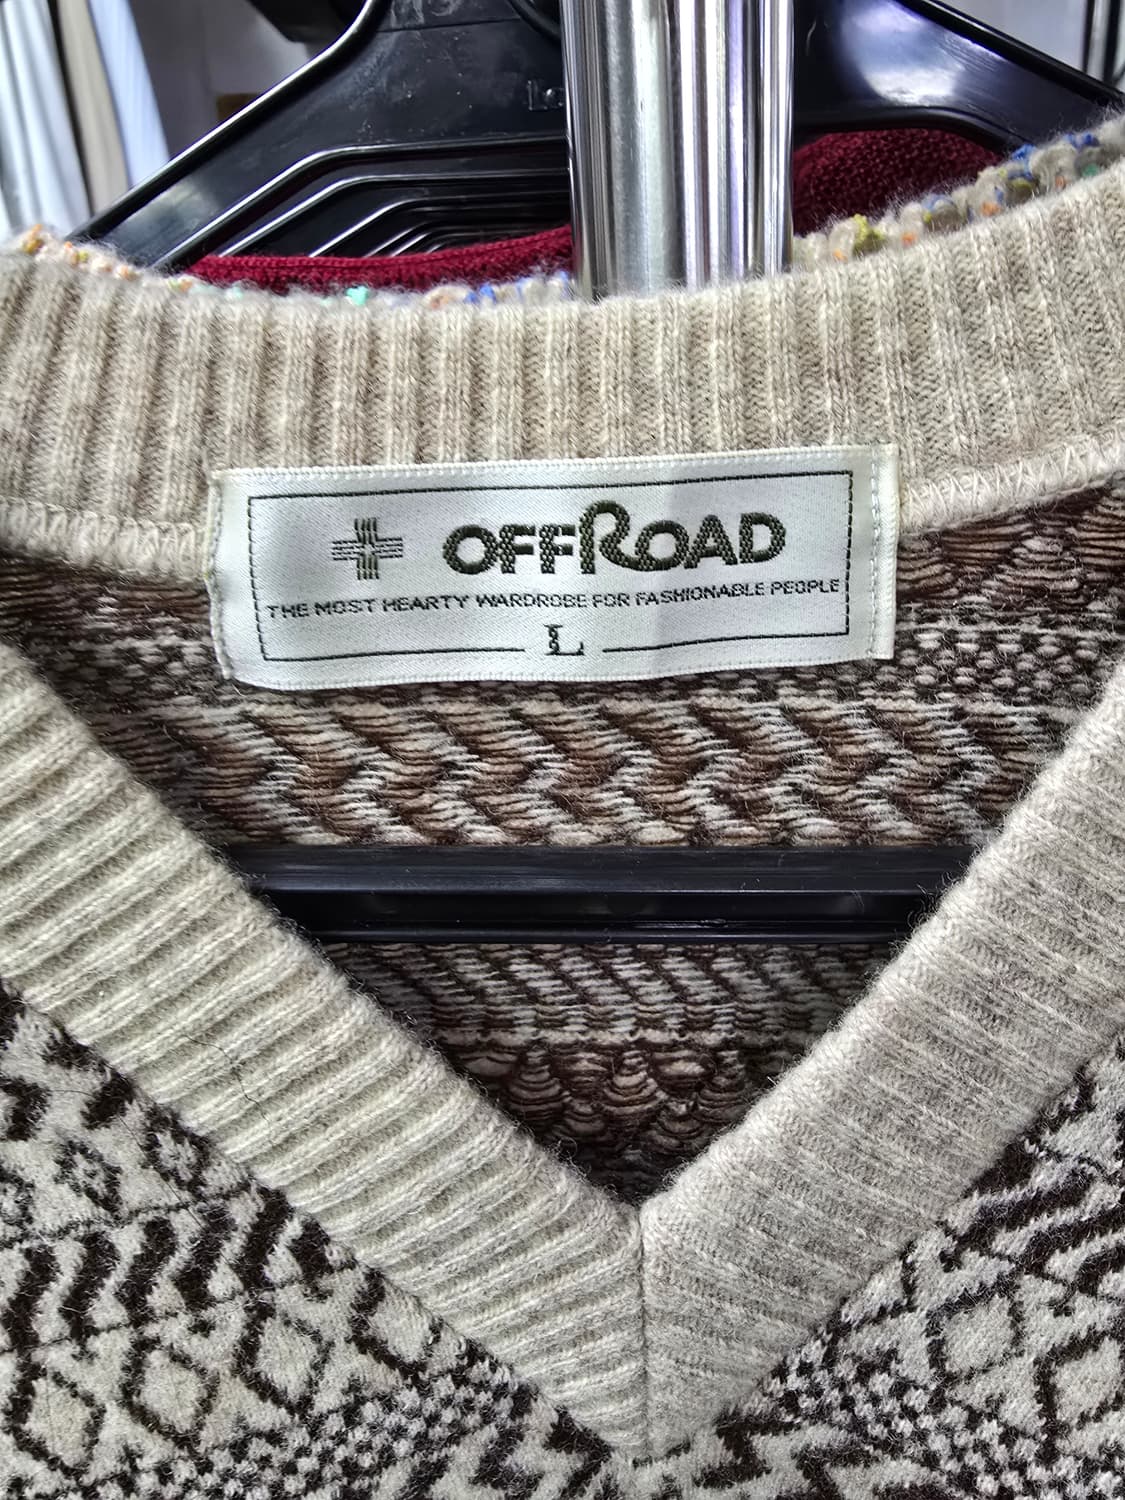 OFFROAD
THE MOST HEARTY WARDROBE FOR FASHIONABLE PEOPLE
L